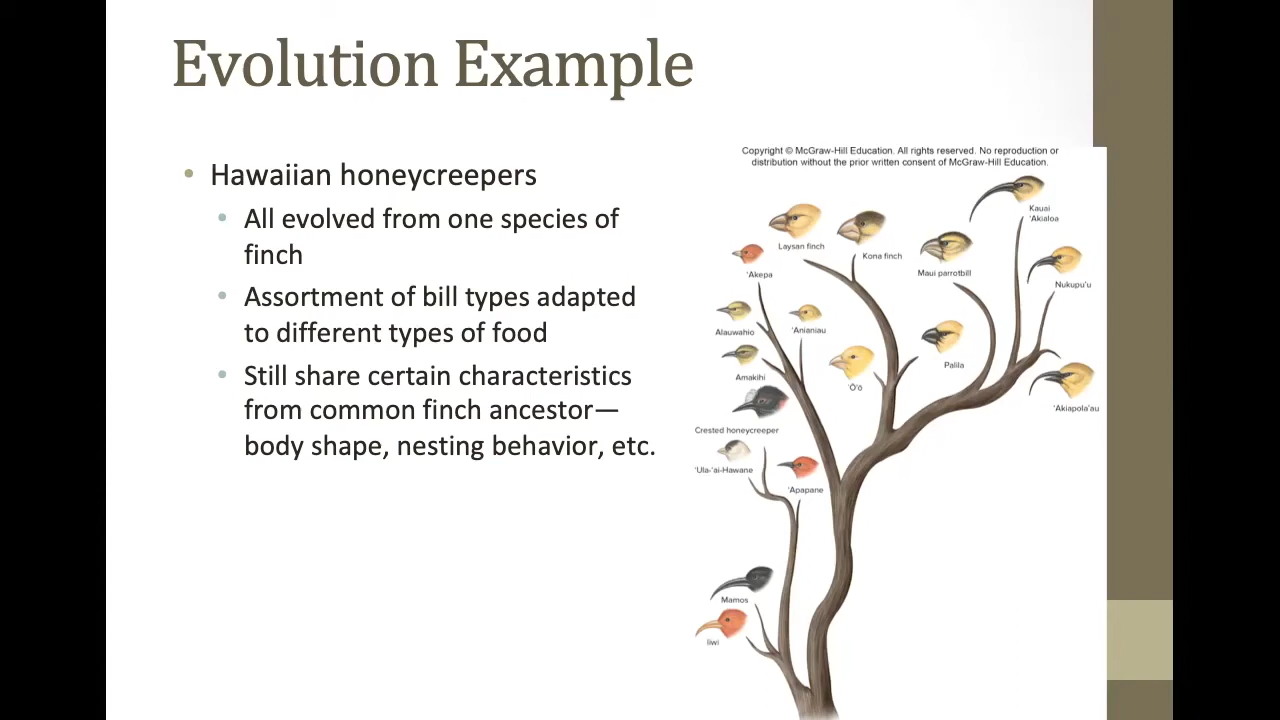 Evolution Example
• Hawaiian honeycreepers
• All evolved from one species of
finch
• Assortment of bill types adapted
to different types of food
• Still share certain characteristics
from common finch ancestor—
body shape, nesting behavior, etc.
Copyright © McGraw-Hill Education. All rights reserved. No reproduction or
distribution without the prior written consent of McGraw-Hill Education.
Kauai
'Akialoa
Laysan finch
Kona finch
Maui parrotbill
'Akepa
Nukupu'u
Alauwahio
'Anianiau
Palila
Amakihi
'Ō'ō
'Akiapola'au
Crested honeycreeper
'Ula-'ai-Hawane
'Apapane
Mamos
Iiwi